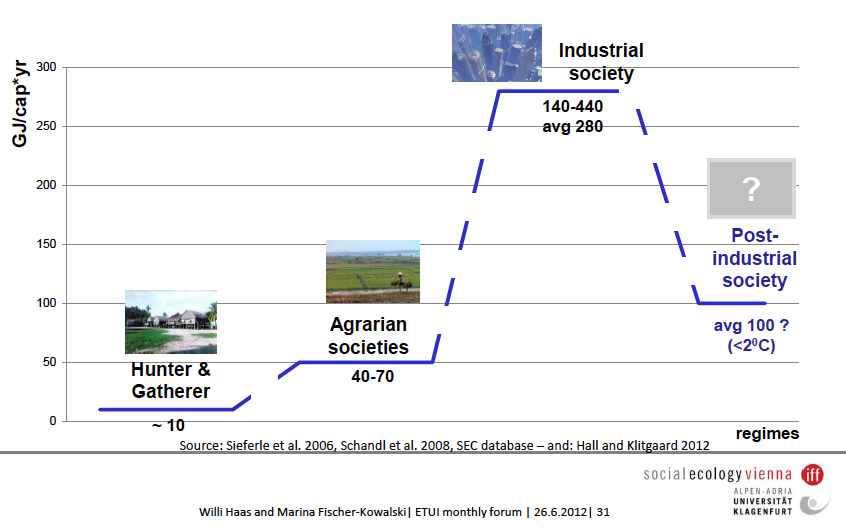 GJ/cap*yr
300
250
200
150
100
50
0
Hunter &
Gatherer
~ 10
Agrarian
societies
40-70
Industrial
society
140-440
avg 280
?
Post-
industrial
society
avg 100 ?
(<2⁰C)
regimes
Source: Sieferle et al. 2006, Schandl et al. 2008, SEC database – and: Hall and Klitgaard 2012
socialecologyvienna iff
ALPEN-ADRIA
UNIVERSITÄT
KLAGENFURT
Willi Haas and Marina Fischer-Kowalski| ETUI monthly forum | 26.6.2012| 31